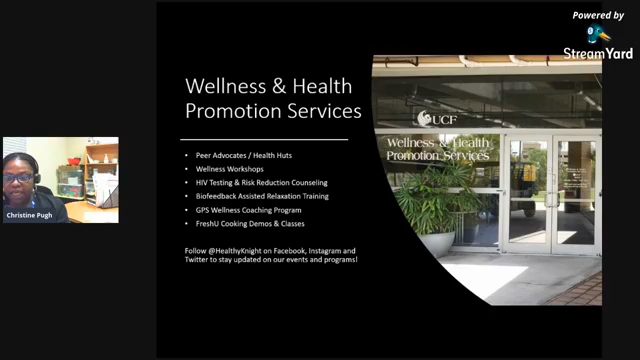 Powered by
StreamYard
Wellness & Health
Promotion Services
• Peer Advocates / Health Huts
• Wellness Workshops
• HIV Testing & Risk Reduction Counseling
• Biofeedback Assisted Relaxation Training
• GPS Wellness Coaching Program
• FreshU Cooking Demos & Classes
Follow @HealthyKnight on Facebook, Instagram and
Twitter to stay updated on our events and programs!
UCF
Wellness & Health
Promotion Services
Christine Pugh